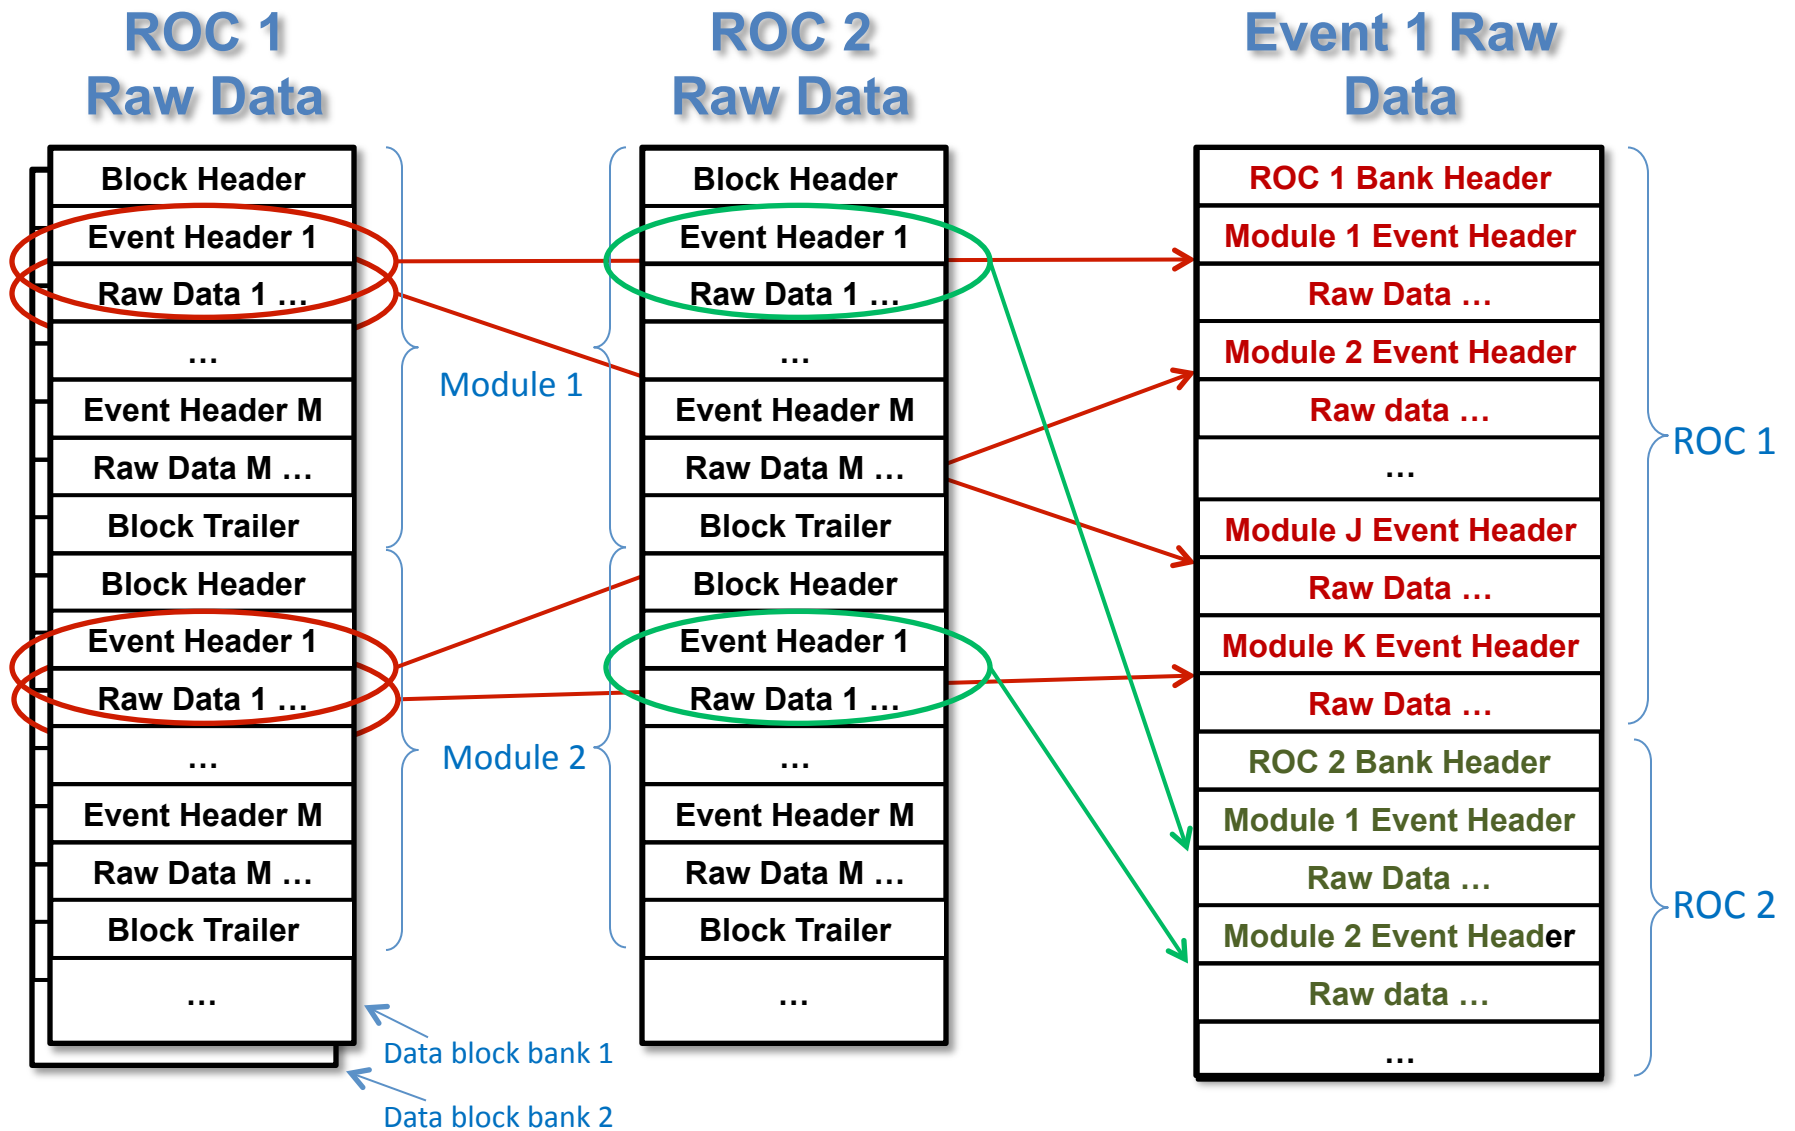 ROC 1
Raw Data
Block Header
Event Header 1
Raw Data 1 …
…
Event Header M
Raw Data M …
Block Trailer
Block Header
Event Header 1
Raw Data 1 …
…
Event Header M
Raw Data M …
Block Trailer
…
Module 1
Module 2
Data block bank 1
Data block bank 2
ROC 2
Raw Data
Block Header
Event Header 1
Raw Data 1 …
…
Event Header M
Raw Data M …
Block Trailer
Block Header
Event Header 1
Raw Data 1 …
…
Event Header M
Raw Data M …
Block Trailer
…
Event 1 Raw
Data
ROC 1 Bank Header
Module 1 Event Header
Raw Data …
Module 2 Event Header
Raw data …
…
Module J Event Header
Raw Data …
Module K Event Header
Raw Data …
ROC 2 Bank Header
Module 1 Event Header
Raw Data …
Module 2 Event Header
Raw data …
…
ROC 1
ROC 2